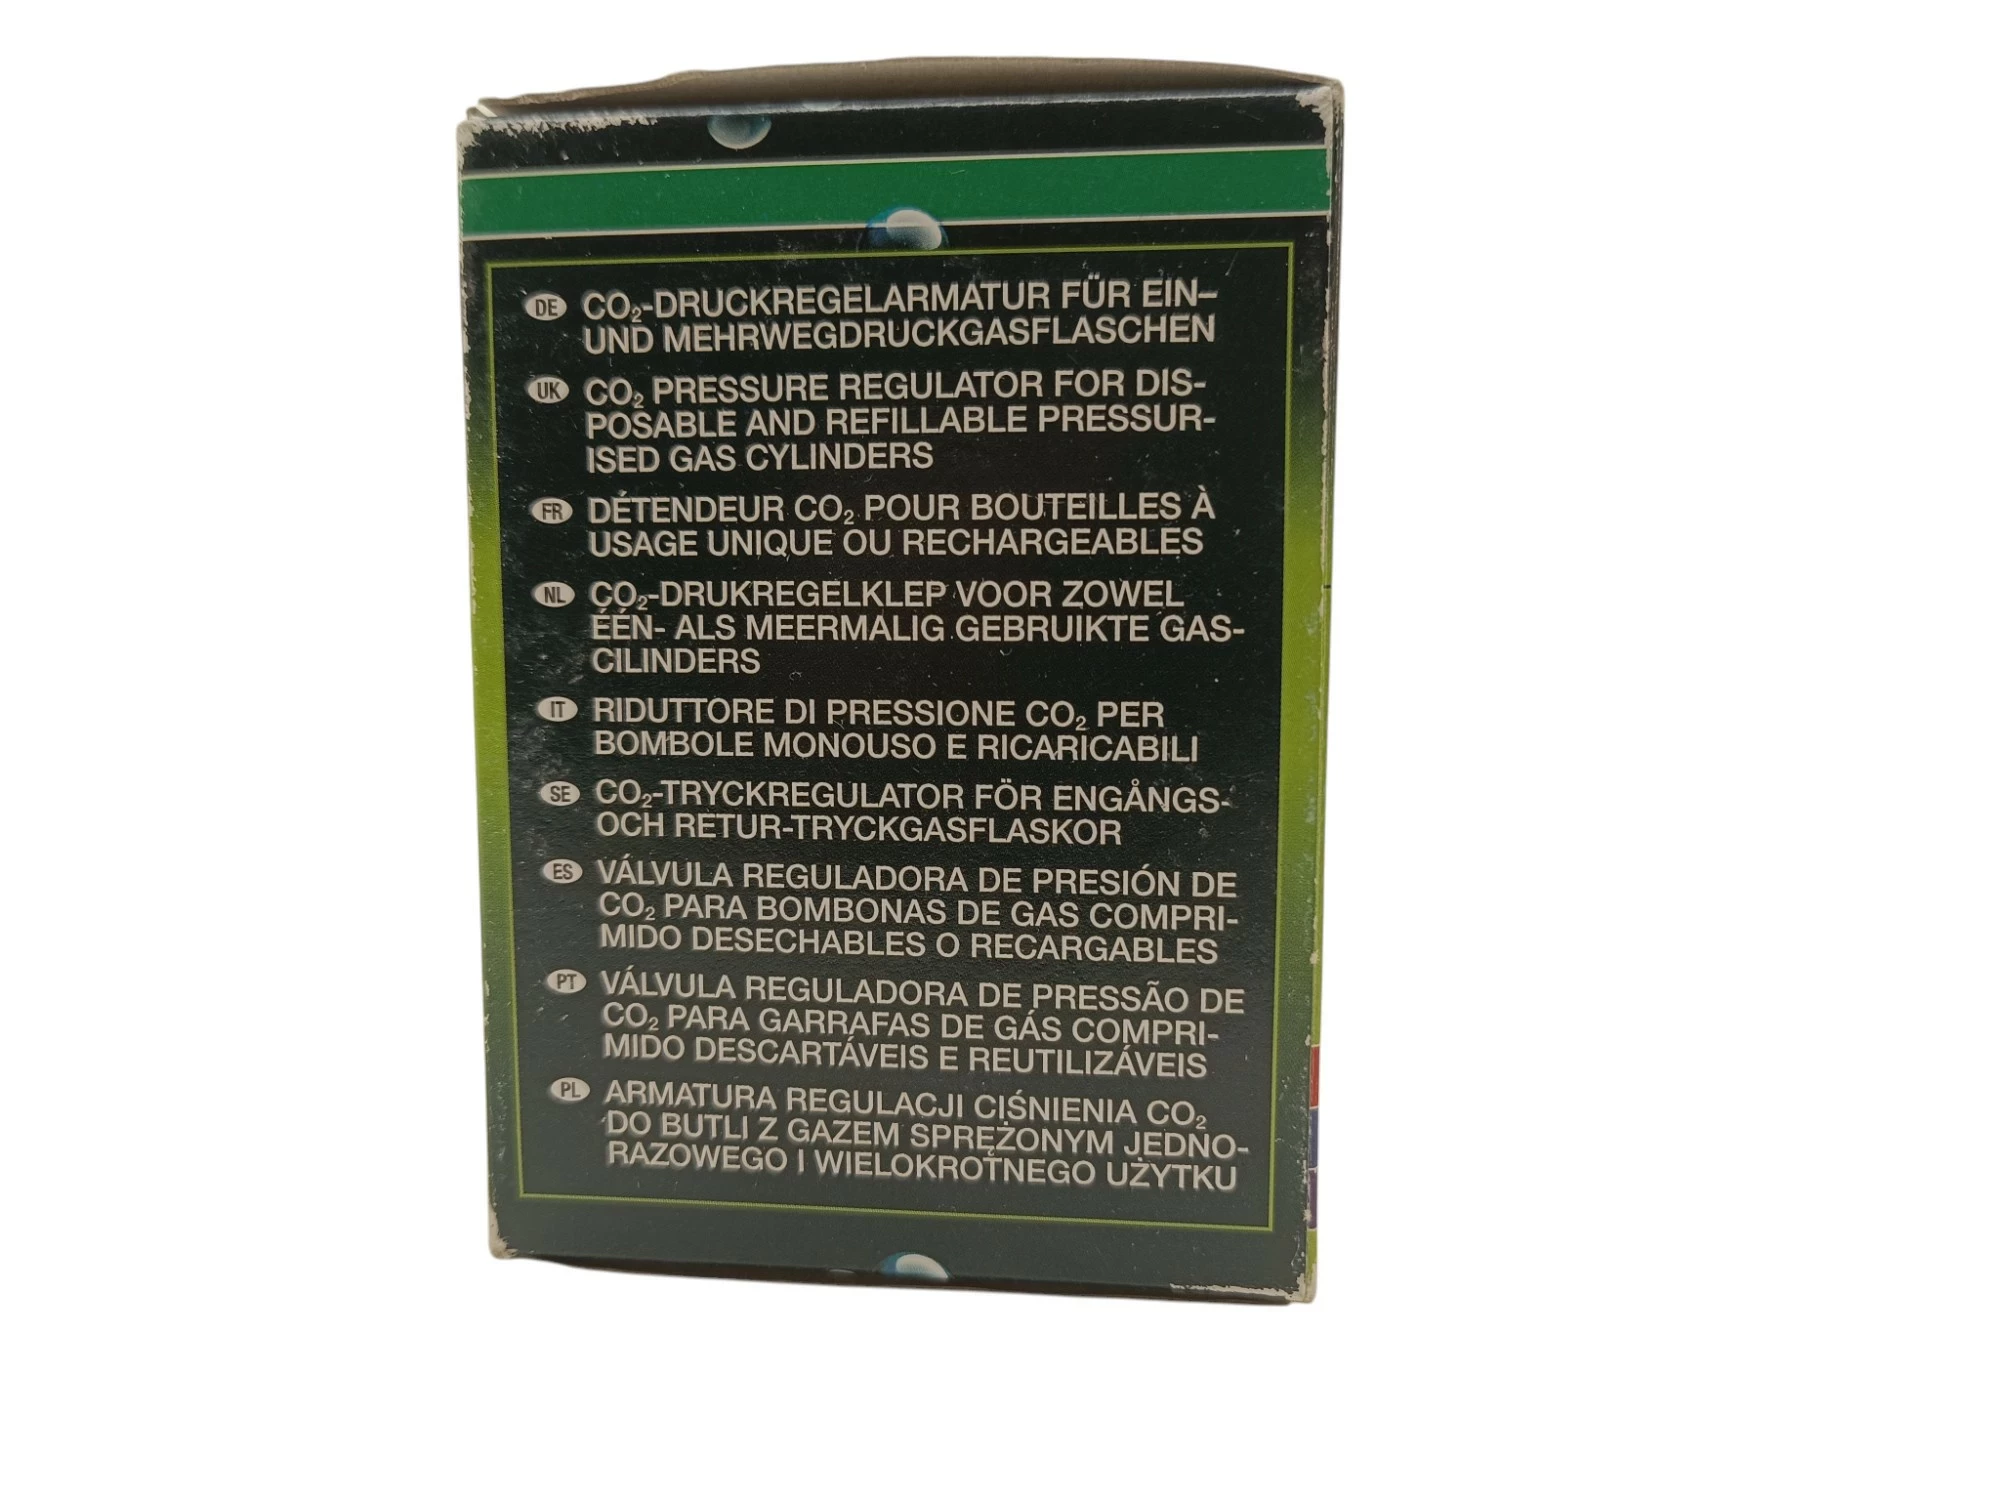 DE CO₂-DRUCKREGELARMATUR FÜR EIN-
UND MEHRWEGDRUCKGASFLASCHEN
UK CO₂ PRESSURE REGULATOR FOR DIS-
POSABLE AND REFILLABLE PRESSUR-
ISED GAS CYLINDERS
FR DÉTENDEUR CO₂ POUR BOUTEILLES À
USAGE UNIQUE OU RECHARGEABLES
NL CO₂-DRUKREGELKLEP VOOR ZOWEL
ÉÉN- ALS MEERMALIG GEBRUIKTE GAS-
CILINDERS
IT RIDUTTORE DI PRESSIONE CO₂ PER
BOMBOLE MONOUSO E RICARICABILI
SE CO₂-TRYCKREGULATOR FÖR ENGÅNGS-
OCH RETUR-TRYCKGASFLASKOR
ES VÁLVULA REGULADORA DE PRESIÓN DE
CO₂ PARA BOMBONAS DE GAS COMPRI-
MIDO DESECHABLES O RECARGABLES
PT VÁLVULA REGULADORA DE PRESSÃO DE
CO₂ PARA GARRAFAS DE GÁS COMPRI-
MIDO DESCARTÁVEIS E REUTILIZÁVEIS
PL ARMATURA REGULACJI CIŚNIENIA CO₂
DO BUTLI Z GAZEM SPRĘŻONYM JEDNO-
RAZOWEGO I WIELOKROTNEGO UŻYTKU